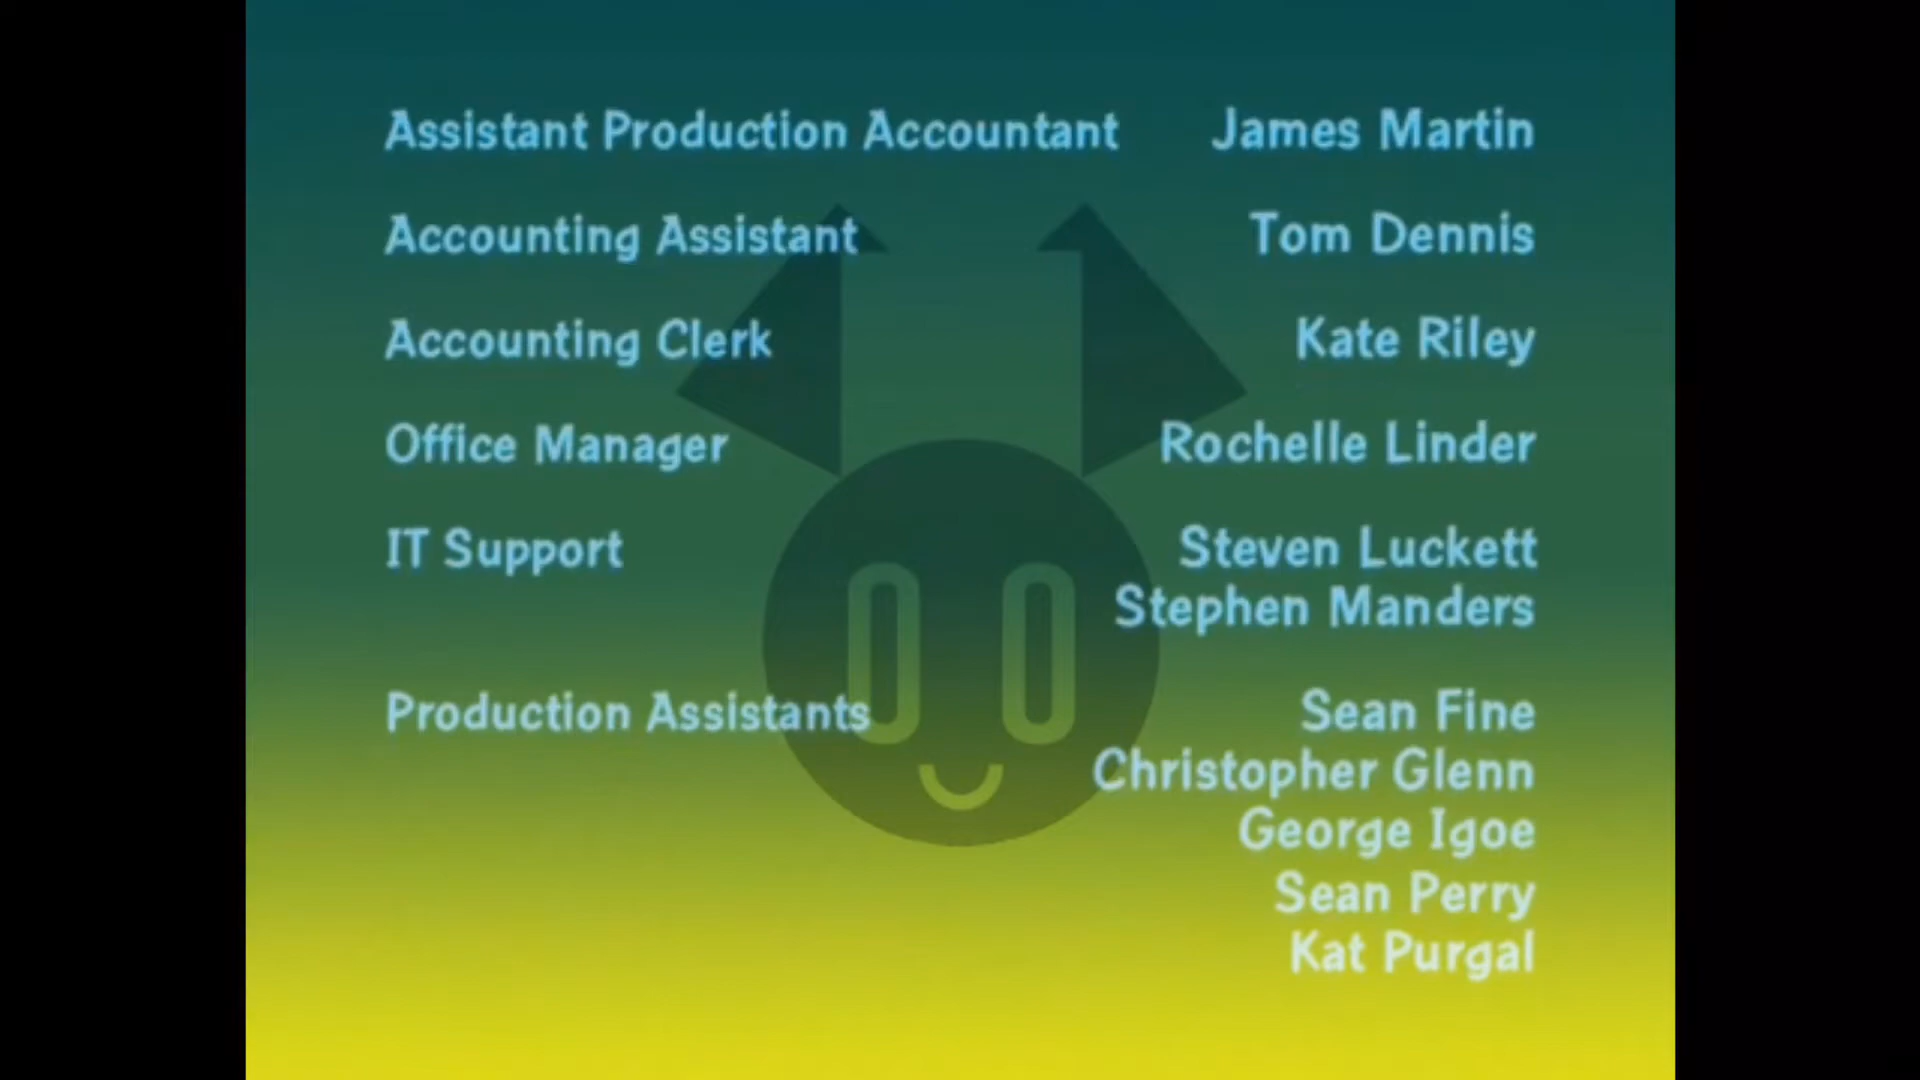 Assistant Production Accountant James Martin
Accounting Assistant Tom Dennis
Accounting Clerk Kate Riley
Office Manager Rochelle Linder
IT Support Steven Luckett
Stephen Manders
Production Assistants Sean Fine
Christopher Glenn
George Igoe
Sean Perry
Kat Purgal